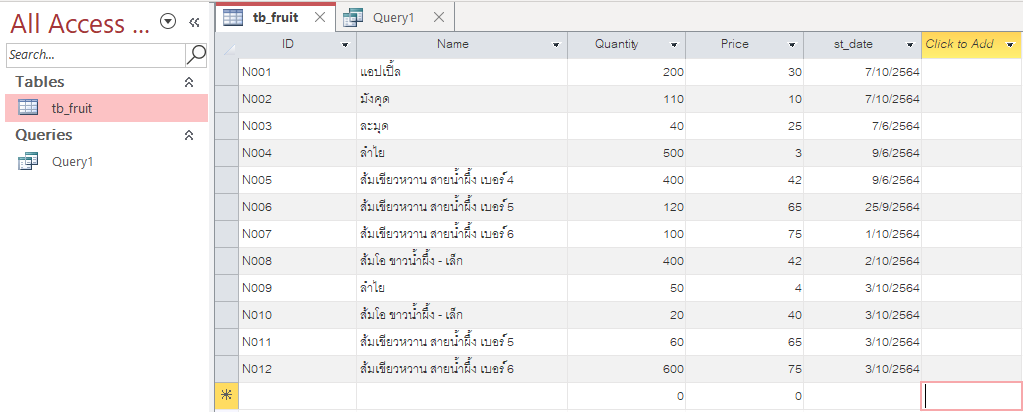 All Access ...
Search...
Tables
tb_fruit
Queries
Query1
tb_fruit Query1
ID Name Quantity Price st_date Click to Add
N001 แอปเปิ้ล 200 30 7/10/2564
N002 มังคุด 110 10 7/10/2564
N003 ละมุด 40 25 7/6/2564
N004 ลำไย 500 3 9/6/2564
N005 ส้มเขียวหวาน สายน้ำผึ้ง เบอร์ 4 400 42 9/6/2564
N006 ส้มเขียวหวาน สายน้ำผึ้ง เบอร์ 5 120 65 25/9/2564
N007 ส้มเขียวหวาน สายน้ำผึ้ง เบอร์ 6 100 75 1/10/2564
N008 ส้มโอ ขาวน้ำผึ้ง - เล็ก 400 42 2/10/2564
N009 ลำไย 50 4 3/10/2564
N010 ส้มโอ ขาวน้ำผึ้ง - เล็ก 20 40 3/10/2564
N011 ส้มเขียวหวาน สายน้ำผึ้ง เบอร์ 5 60 65 3/10/2564
N012 ส้มเขียวหวาน สายน้ำผึ้ง เบอร์ 6 600 75 3/10/2564
0 0